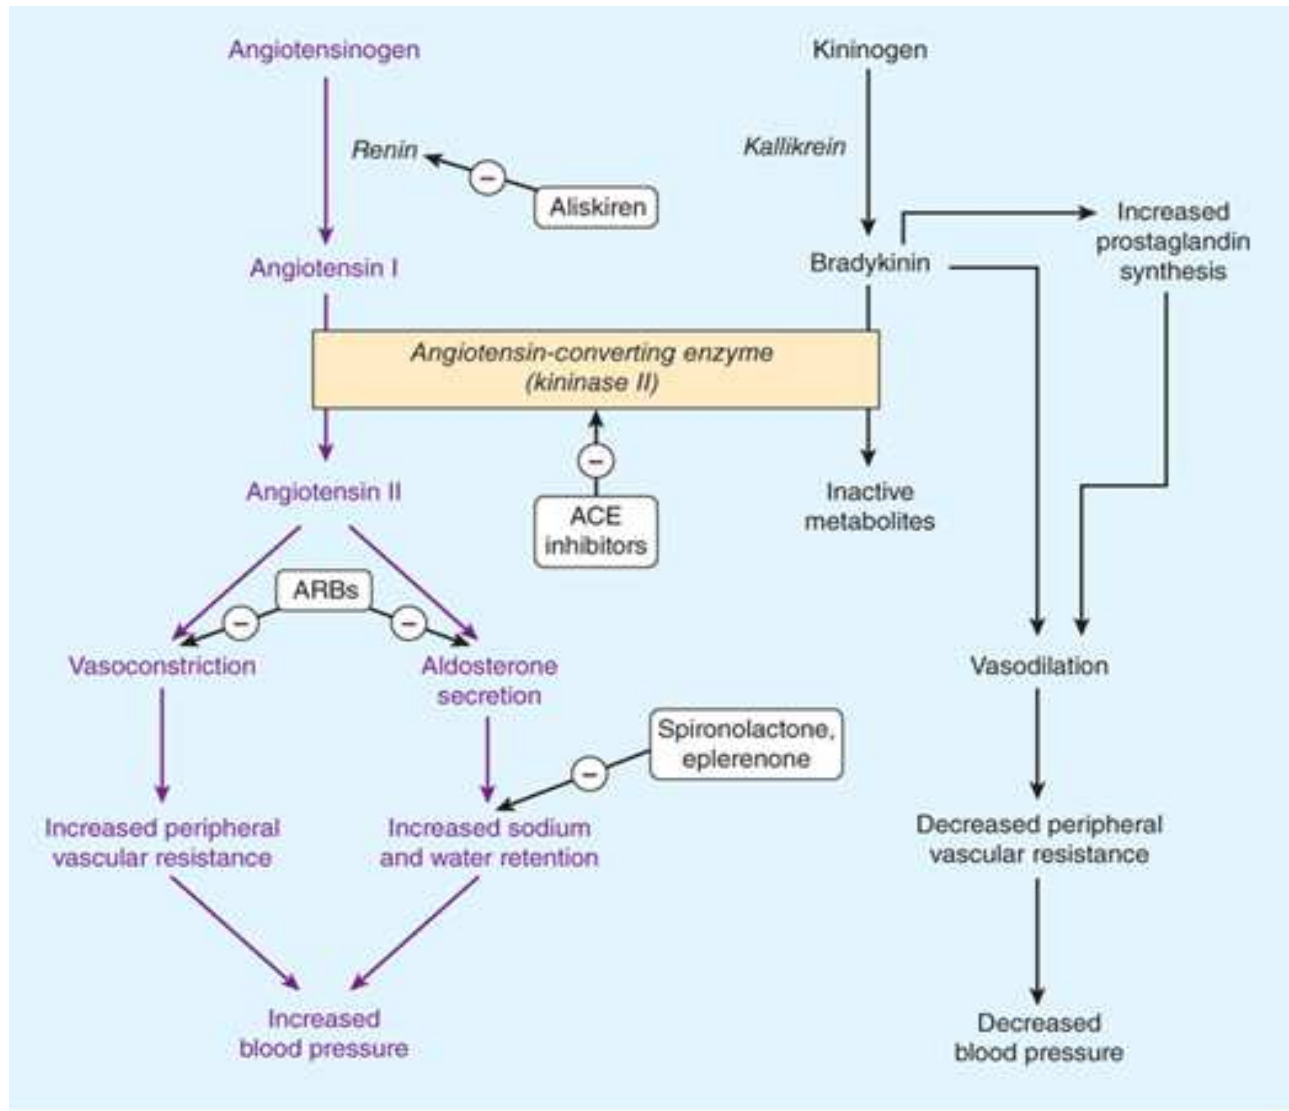 Angiotensinogen
Kininogen
Renin
Kallikrein
Aliskiren
Increased
prostaglandin
synthesis
Angiotensin I
Bradykinin
Angiotensin-converting enzyme
(kininase II)
Angiotensin II
ACE
inhibitors
Inactive
metabolites
ARBs
Vasoconstriction
Aldosterone
secretion
Vasodilation
Spironolactone,
eplerenone
Increased peripheral
vascular resistance
Increased sodium
and water retention
Decreased peripheral
vascular resistance
Increased
blood pressure
Decreased
blood pressure